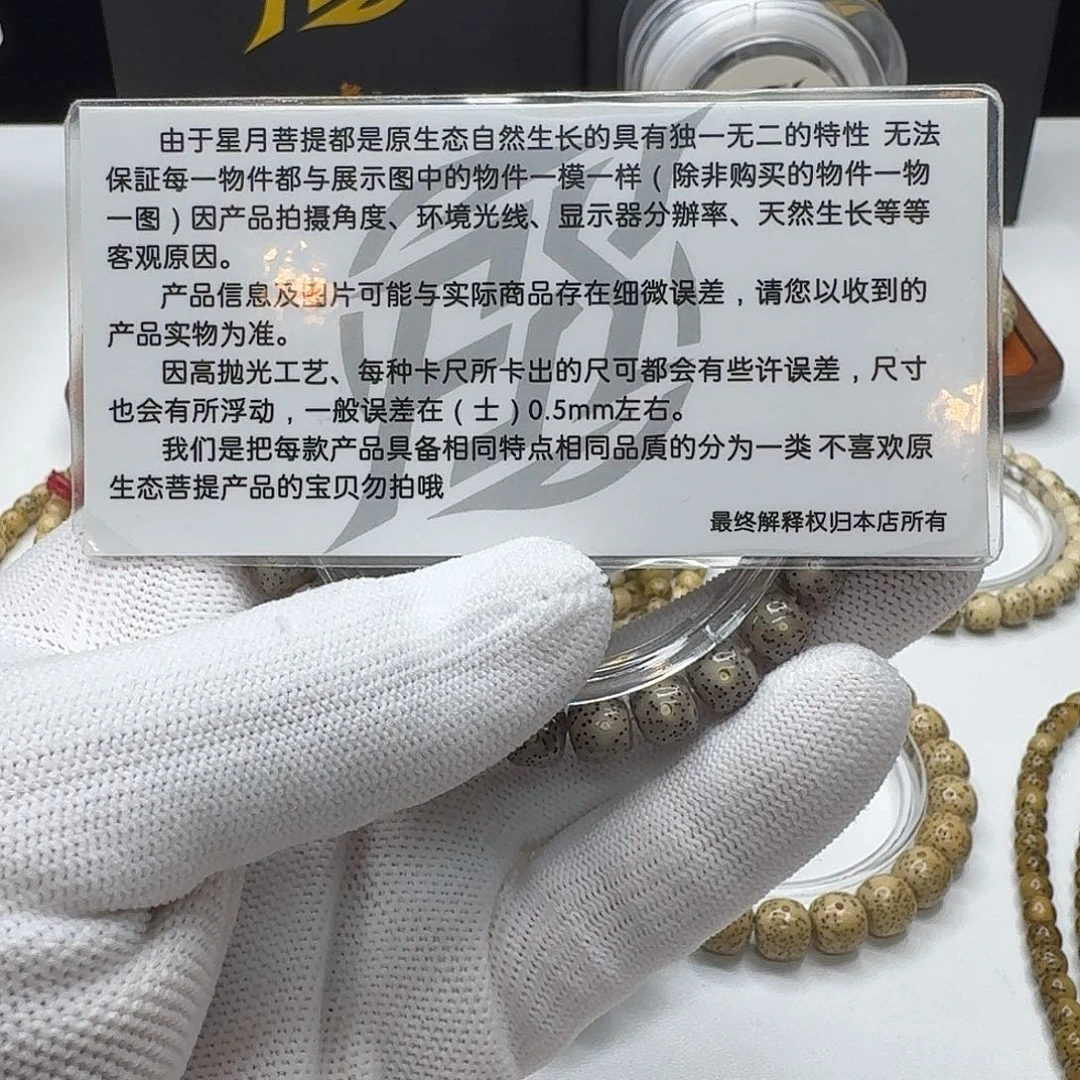 由于星月菩提都是原生态自然生长的具有独一无二的特性 无法
保証每一物件都与展示图中的物件一模一样（除非购买的物件一物
一图）因产品拍摄角度、环境光线、显示器分辦率、天然生长等等
客观原因。
产品信息及图片可能与实际商品存在细微误差，请您以收到的
产品实物为准。
因高抛光工艺、每种卡尺所卡出的尺可都会有些许误差，尺寸
也会有所浮动，一般误差在（士）0.5mm左右。
我们是把每款产品具备相同特点相同品質的分为一类 不喜欢原
生态菩提产品的宝贝勿拍哦
最终解释权归本店所有